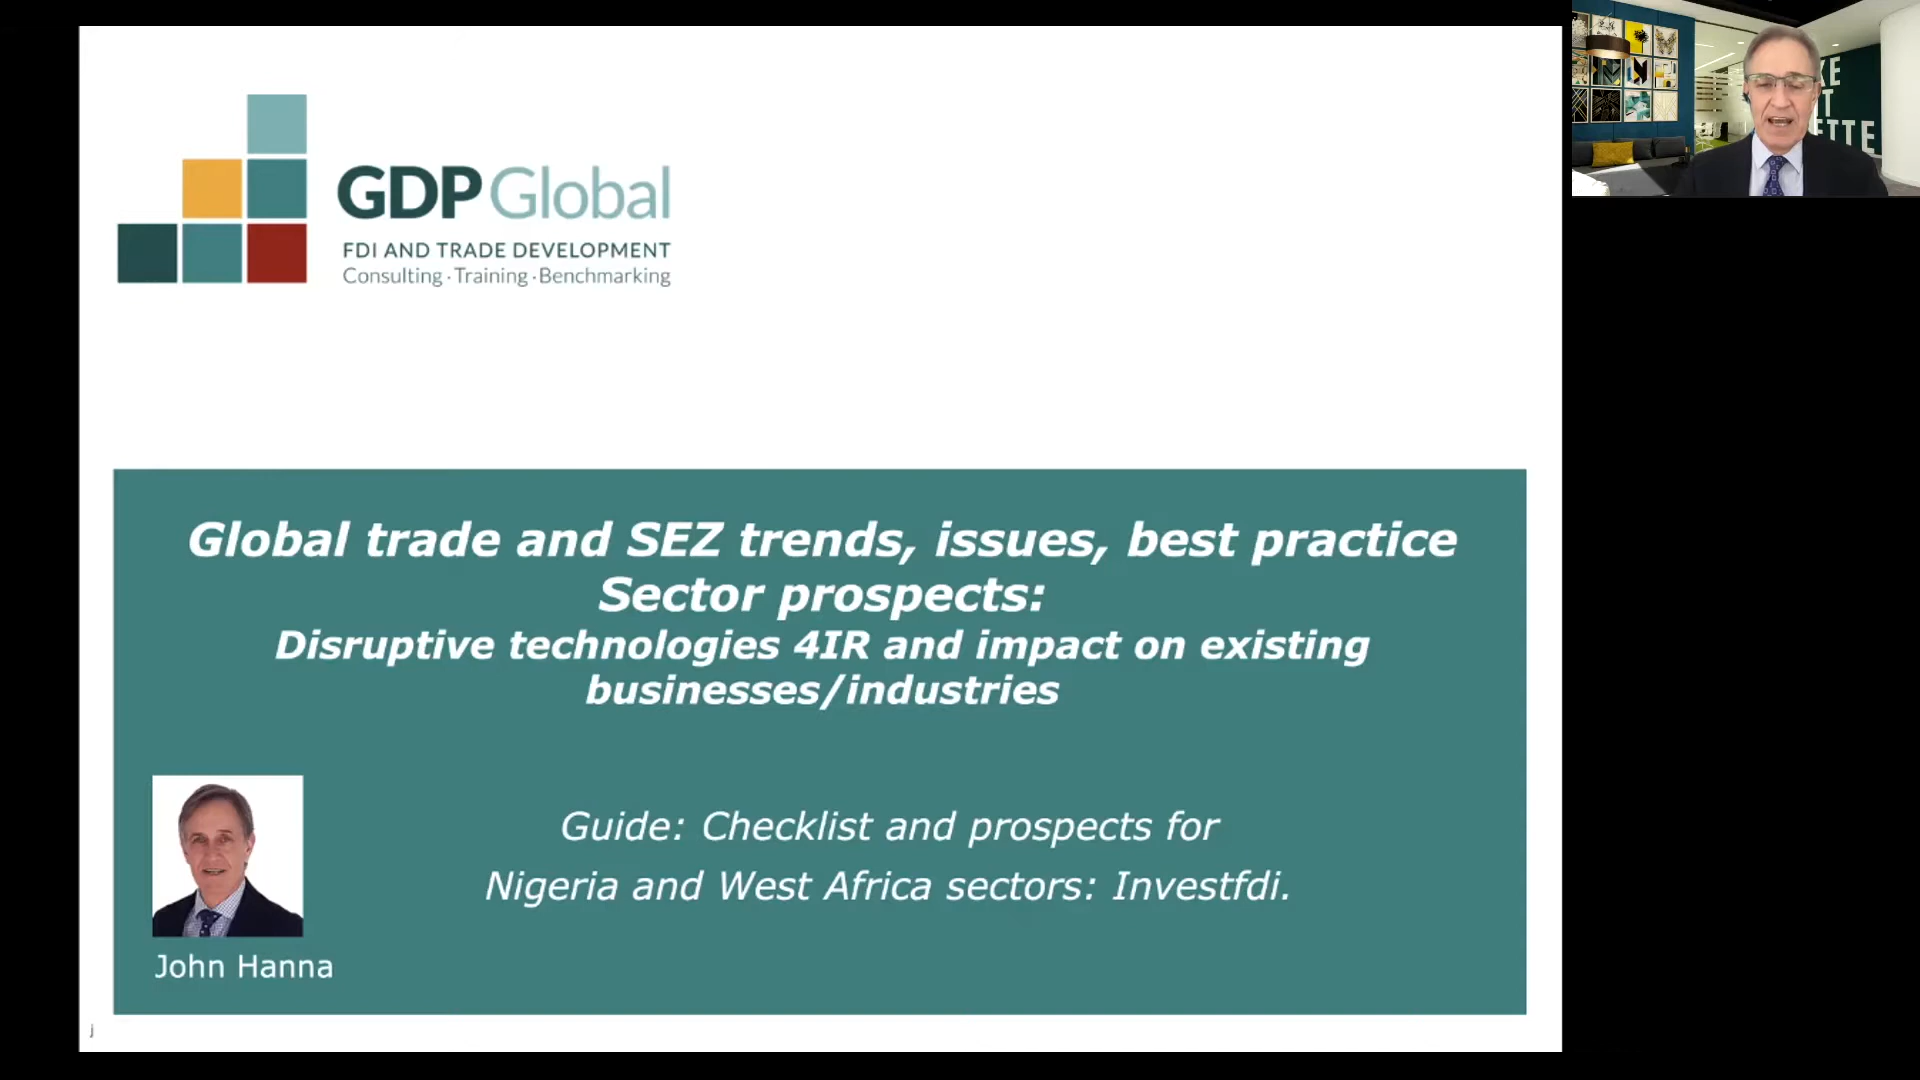 GDP Global
FDI AND TRADE DEVELOPMENT
Consulting · Training · Benchmarking
Global trade and SEZ trends, issues, best practice
Sector prospects:
Disruptive technologies 4IR and impact on existing
businesses/industries
Guide: Checklist and prospects for
Nigeria and West Africa sectors: Investfdi.
John Hanna
j